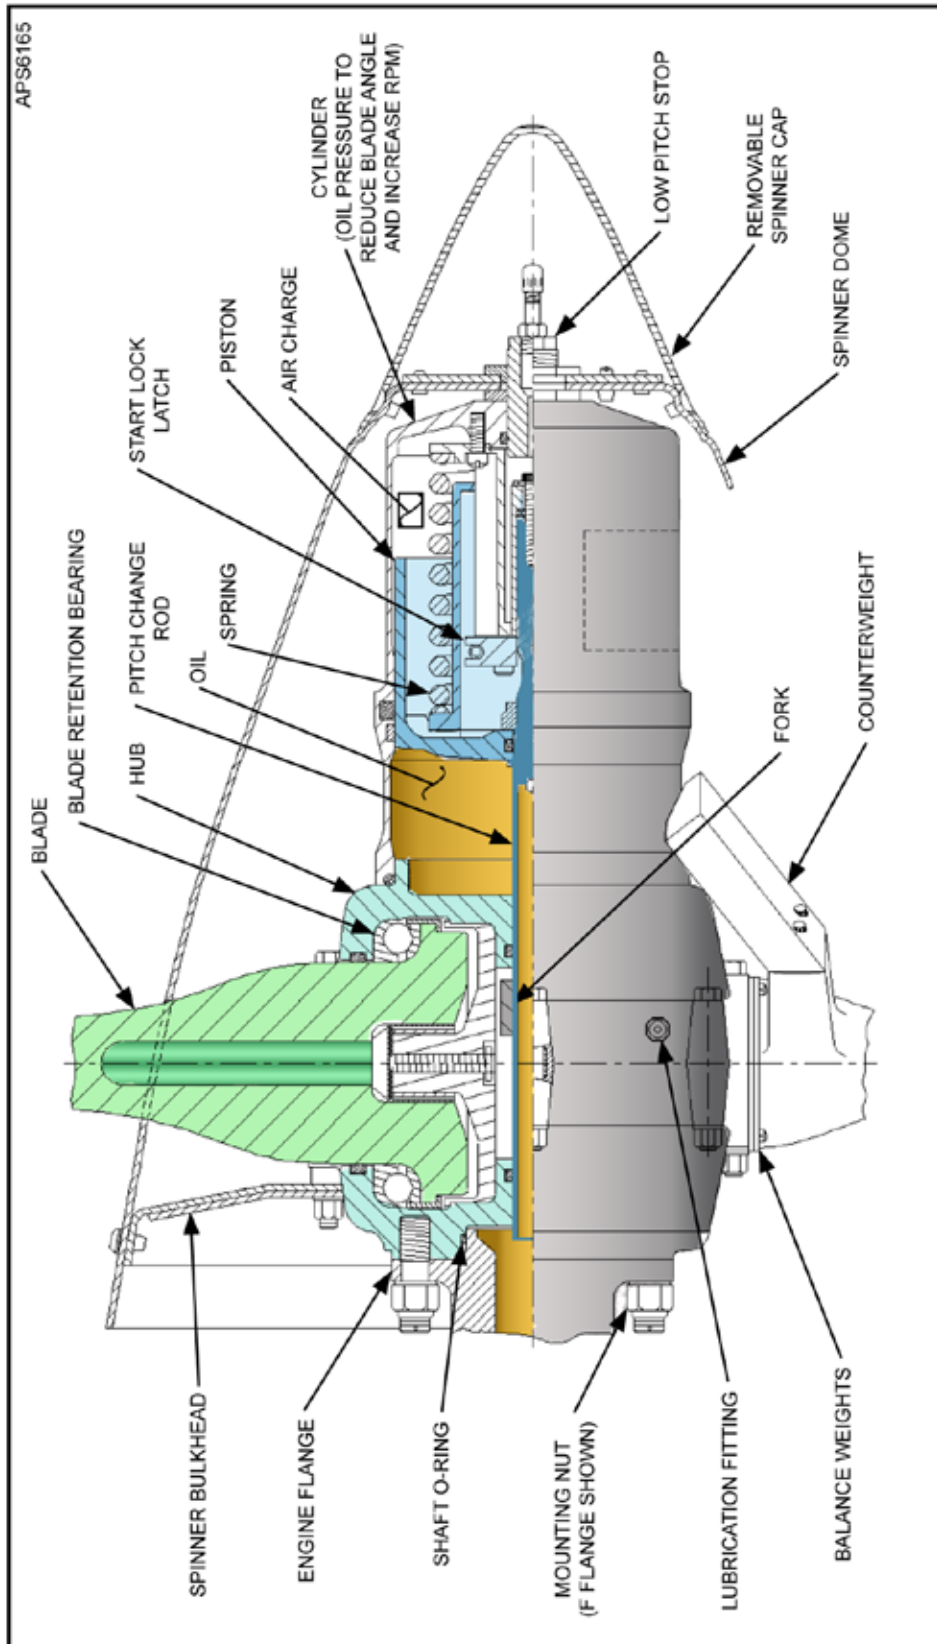 APS6165
CYLINDER
(OIL PRESSURE TO
REDUCE BLADE ANGLE
AND INCREASE RPM)
AIR CHARGE
PISTON
START LOCK
LATCH
SPRING
OIL
PITCH CHANGE
ROD
HUB
BLADE RETENTION BEARING
BLADE
LOW PITCH STOP
REMOVABLE
SPINNER CAP
SPINNER DOME
FORK
COUNTERWEIGHT
SPINNER BULKHEAD
ENGINE FLANGE
SHAFT O-RING
MOUNTING NUT
(F FLANGE SHOWN)
LUBRICATION FITTING
BALANCE WEIGHTS